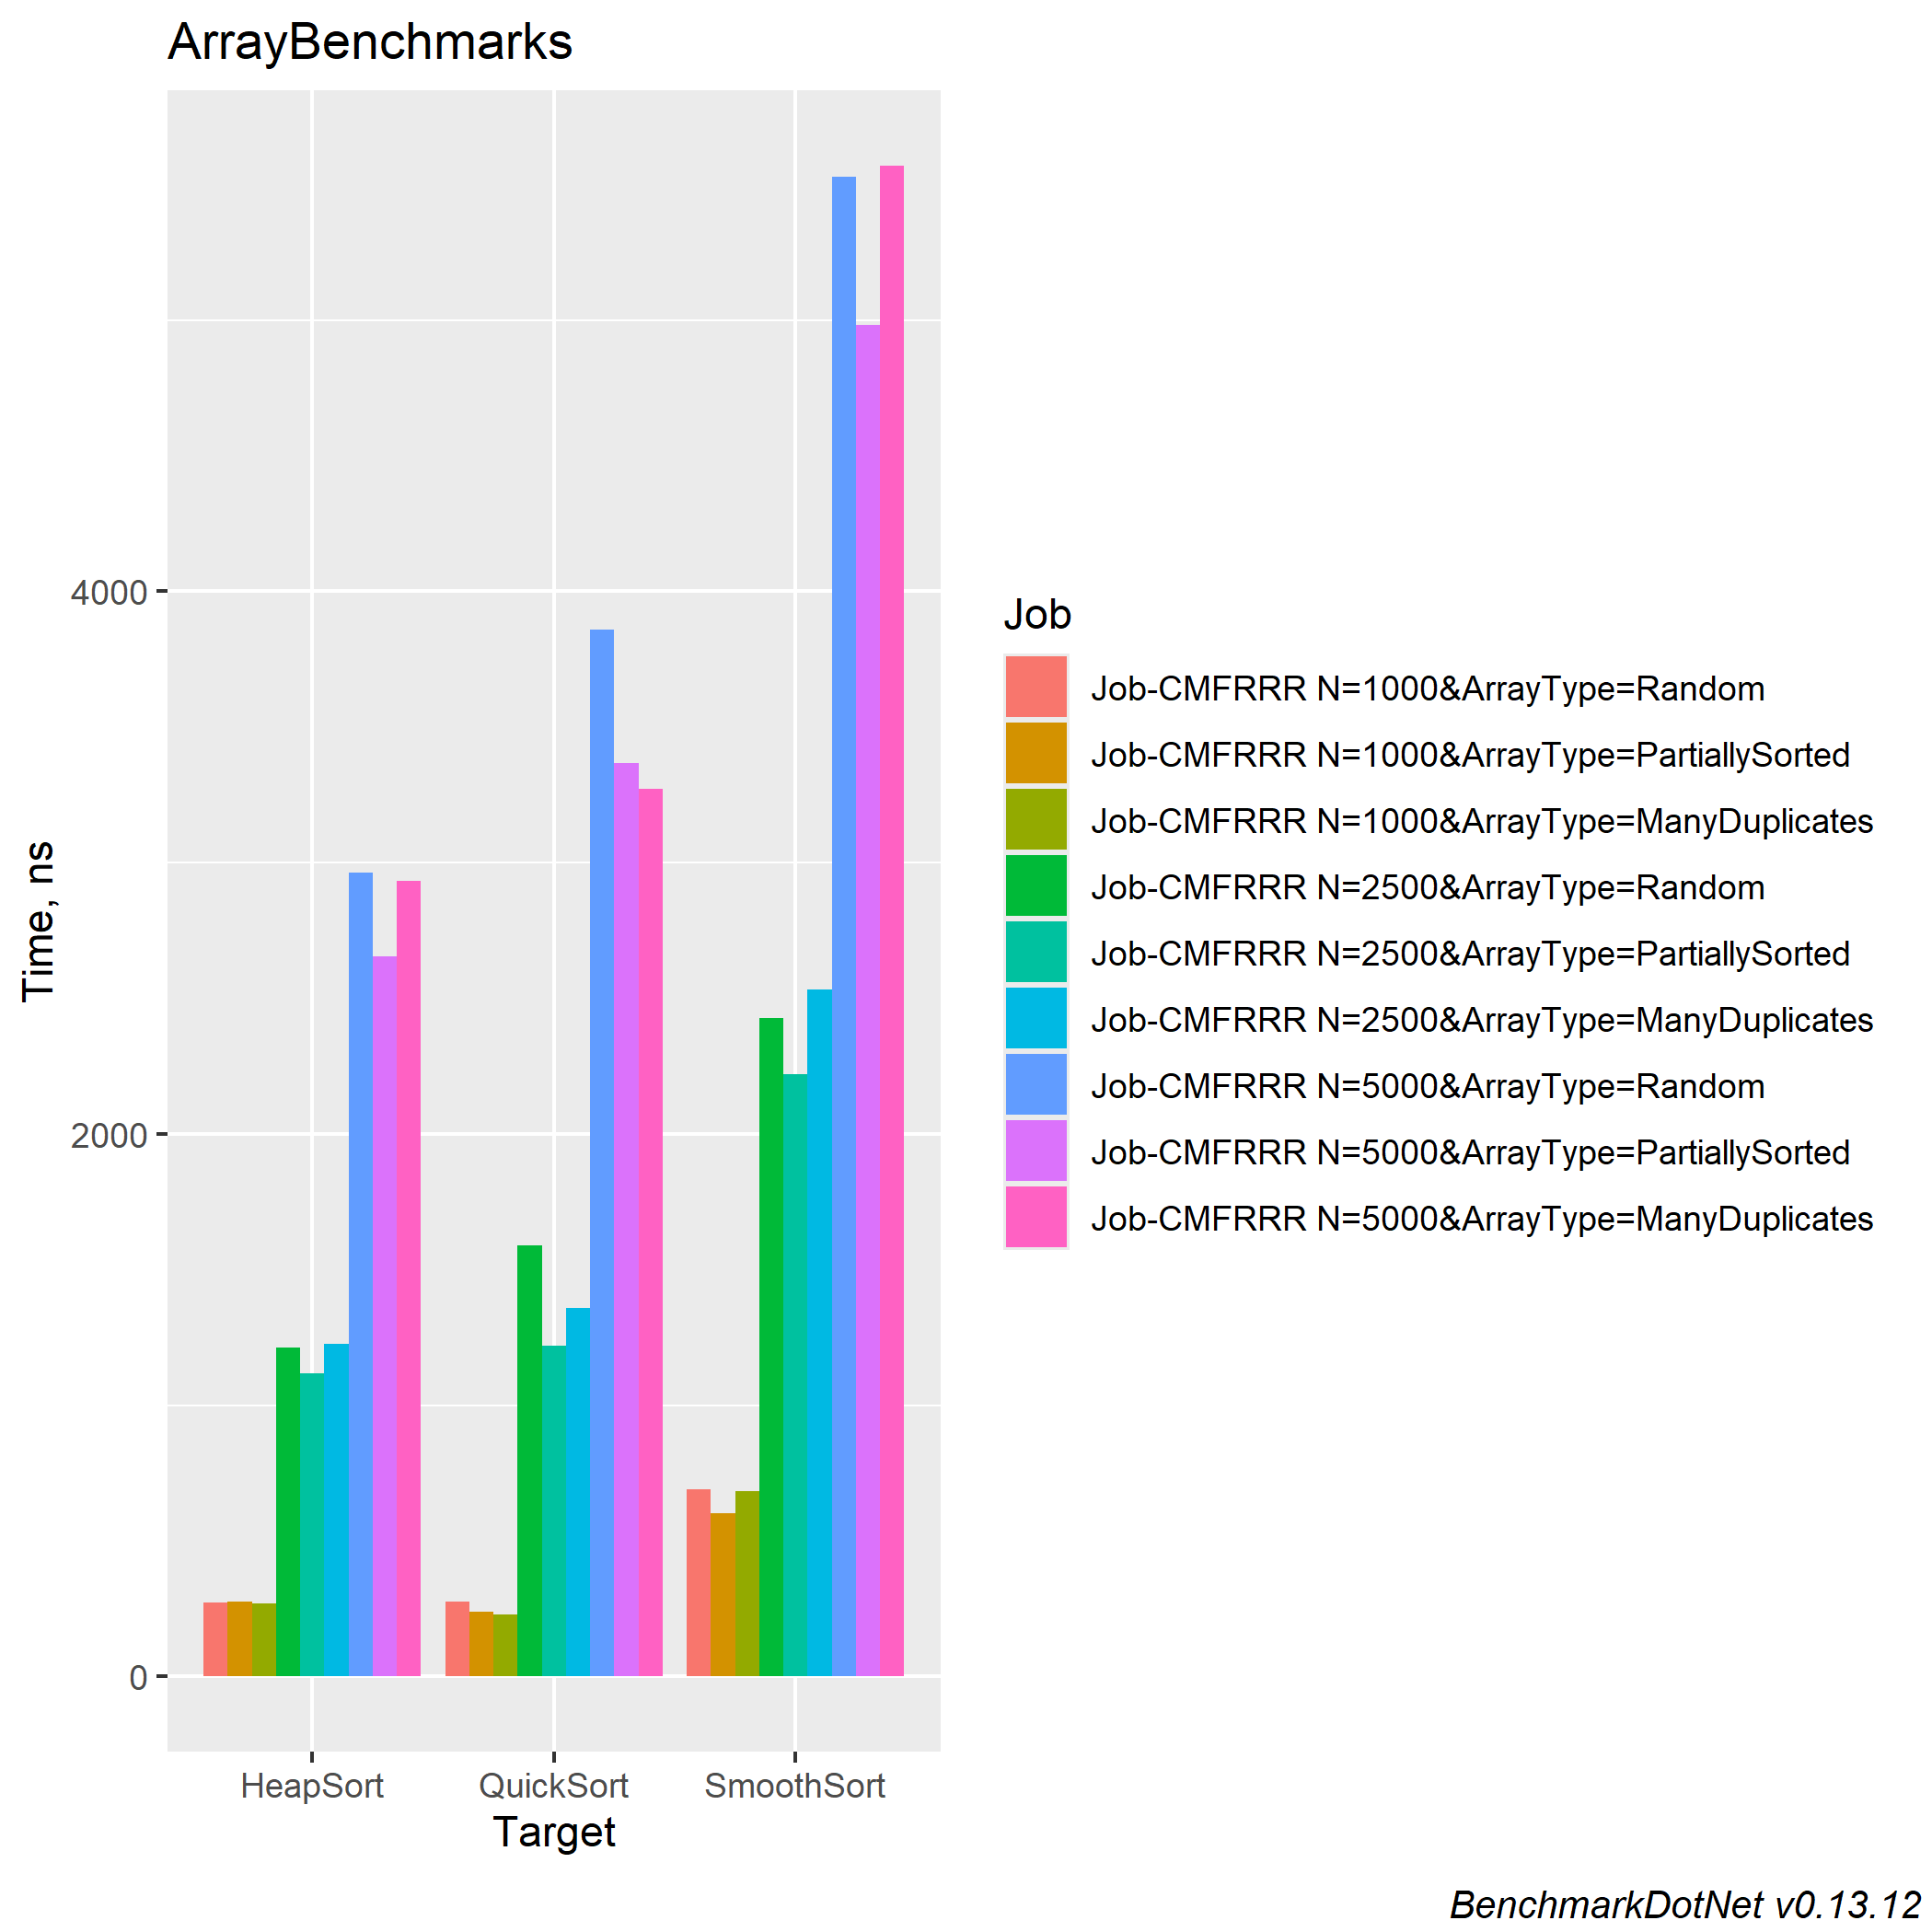 ArrayBenchmarks
Time, ns
4000
2000
0
HeapSort
QuickSort
SmoothSort
Target
Job
Job-CMFRRR N=1000&ArrayType=Random
Job-CMFRRR N=1000&ArrayType=PartiallySorted
Job-CMFRRR N=1000&ArrayType=ManyDuplicates
Job-CMFRRR N=2500&ArrayType=Random
Job-CMFRRR N=2500&ArrayType=PartiallySorted
Job-CMFRRR N=2500&ArrayType=ManyDuplicates
Job-CMFRRR N=5000&ArrayType=Random
Job-CMFRRR N=5000&ArrayType=PartiallySorted
Job-CMFRRR N=5000&ArrayType=ManyDuplicates
BenchmarkDotNet v0.13.12